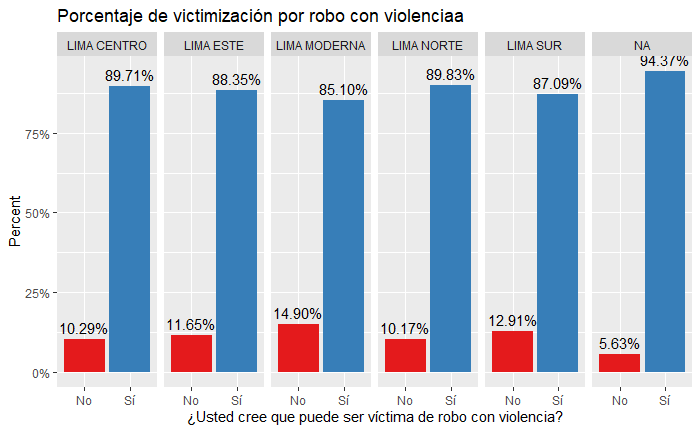 Porcentaje de victimización por robo con violenciaa
LIMA CENTRO LIMA ESTE LIMA MODERNA LIMA NORTE LIMA SUR NA
89.71% 88.35% 85.10% 89.83% 87.09% 94.37%
75%
50%
25%
0%
Percent
10.29% 11.65% 14.90% 10.17% 12.91% 5.63%
No Sí No Sí No Sí No Sí No Sí No Sí
¿Usted cree que puede ser víctima de robo con violencia?